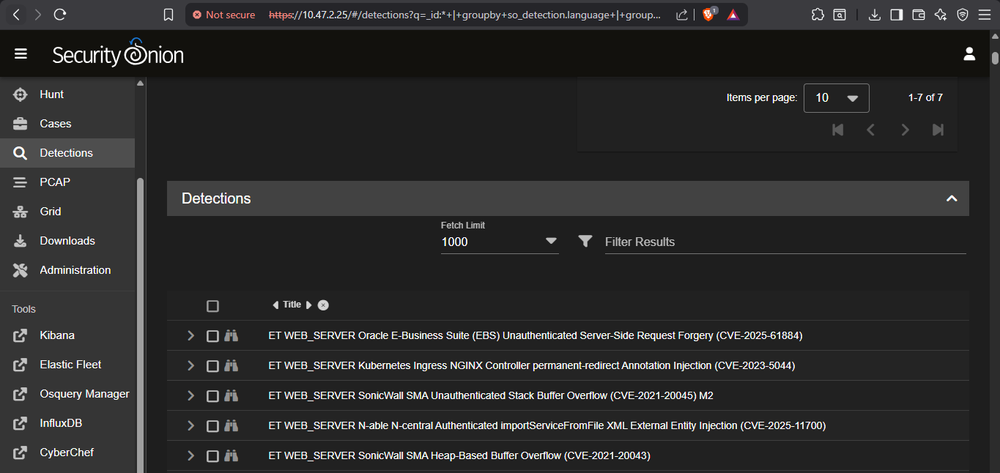 Not secure https://10.47.2.25/#/detections?q=_id:*+|+groupby+so_detection.language+|+group...
1
Security Onion
Hunt
Cases
Detections
PCAP
Grid
Downloads
Administration
Tools
Kibana
Elastic Fleet
Osquery Manager
InfluxDB
CyberChef
Items per page: 10 1-7 of 7
Detections
Fetch Limit
1000 Filter Results
Title
ET WEB_SERVER Oracle E-Business Suite (EBS) Unauthenticated Server-Side Request Forgery (CVE-2025-61884)
ET WEB_SERVER Kubernetes Ingress NGINX Controller permanent-redirect Annotation Injection (CVE-2023-5044)
ET WEB_SERVER SonicWall SMA Unauthenticated Stack Buffer Overflow (CVE-2021-20045) M2
ET WEB_SERVER N-able N-central Authenticated importServiceFromFile XML External Entity Injection (CVE-2025-11700)
ET WEB_SERVER SonicWall SMA Heap-Based Buffer Overflow (CVE-2021-20043)